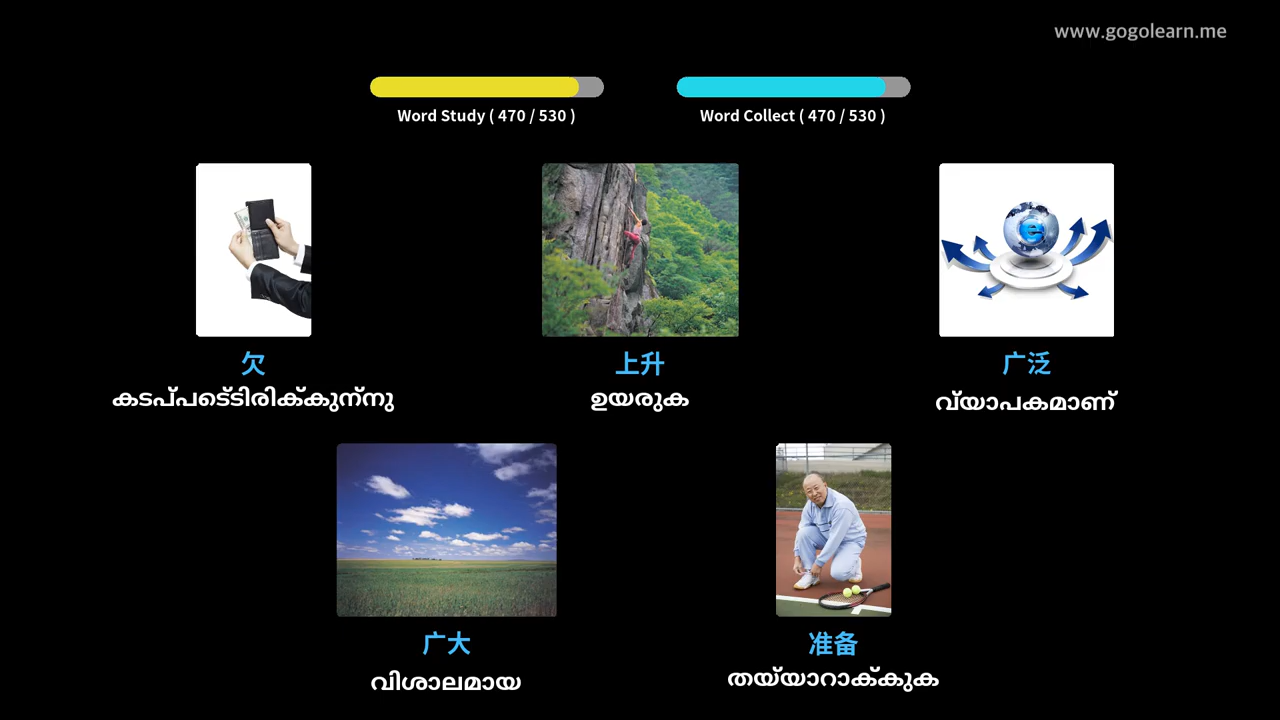 www.gogolearn.me
Word Study ( 470 / 530 )
Word Collect ( 470 / 530 )
欠
കടപ്പെട്ടിരിക്കുന്നു
上升
ഉയരുക
广泛
വ്യാപകമാണ്
广大
വിശാലമായ
准备
തയ്യാറാക്കുക